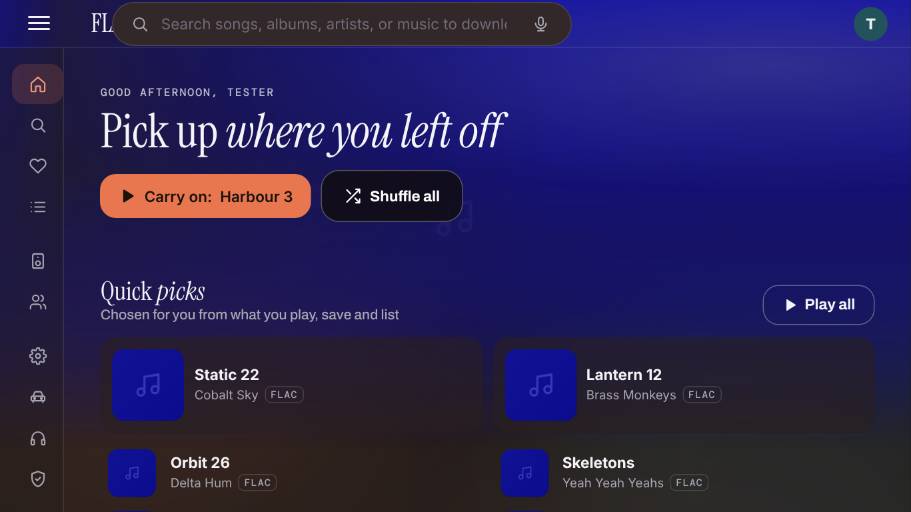 FL
Search songs, albums, artists, or music to downl
T
GOOD AFTERNOON, TESTER
Pick up where you left off
Carry on: Harbour 3
Shuffle all
Quick picks
Chosen for you from what you play, save and list
Play all
Static 22
Cobalt Sky FLAC
Lantern 12
Brass Monkeys FLAC
Orbit 26
Delta Hum FLAC
Skeletons
Yeah Yeah Yeahs FLAC